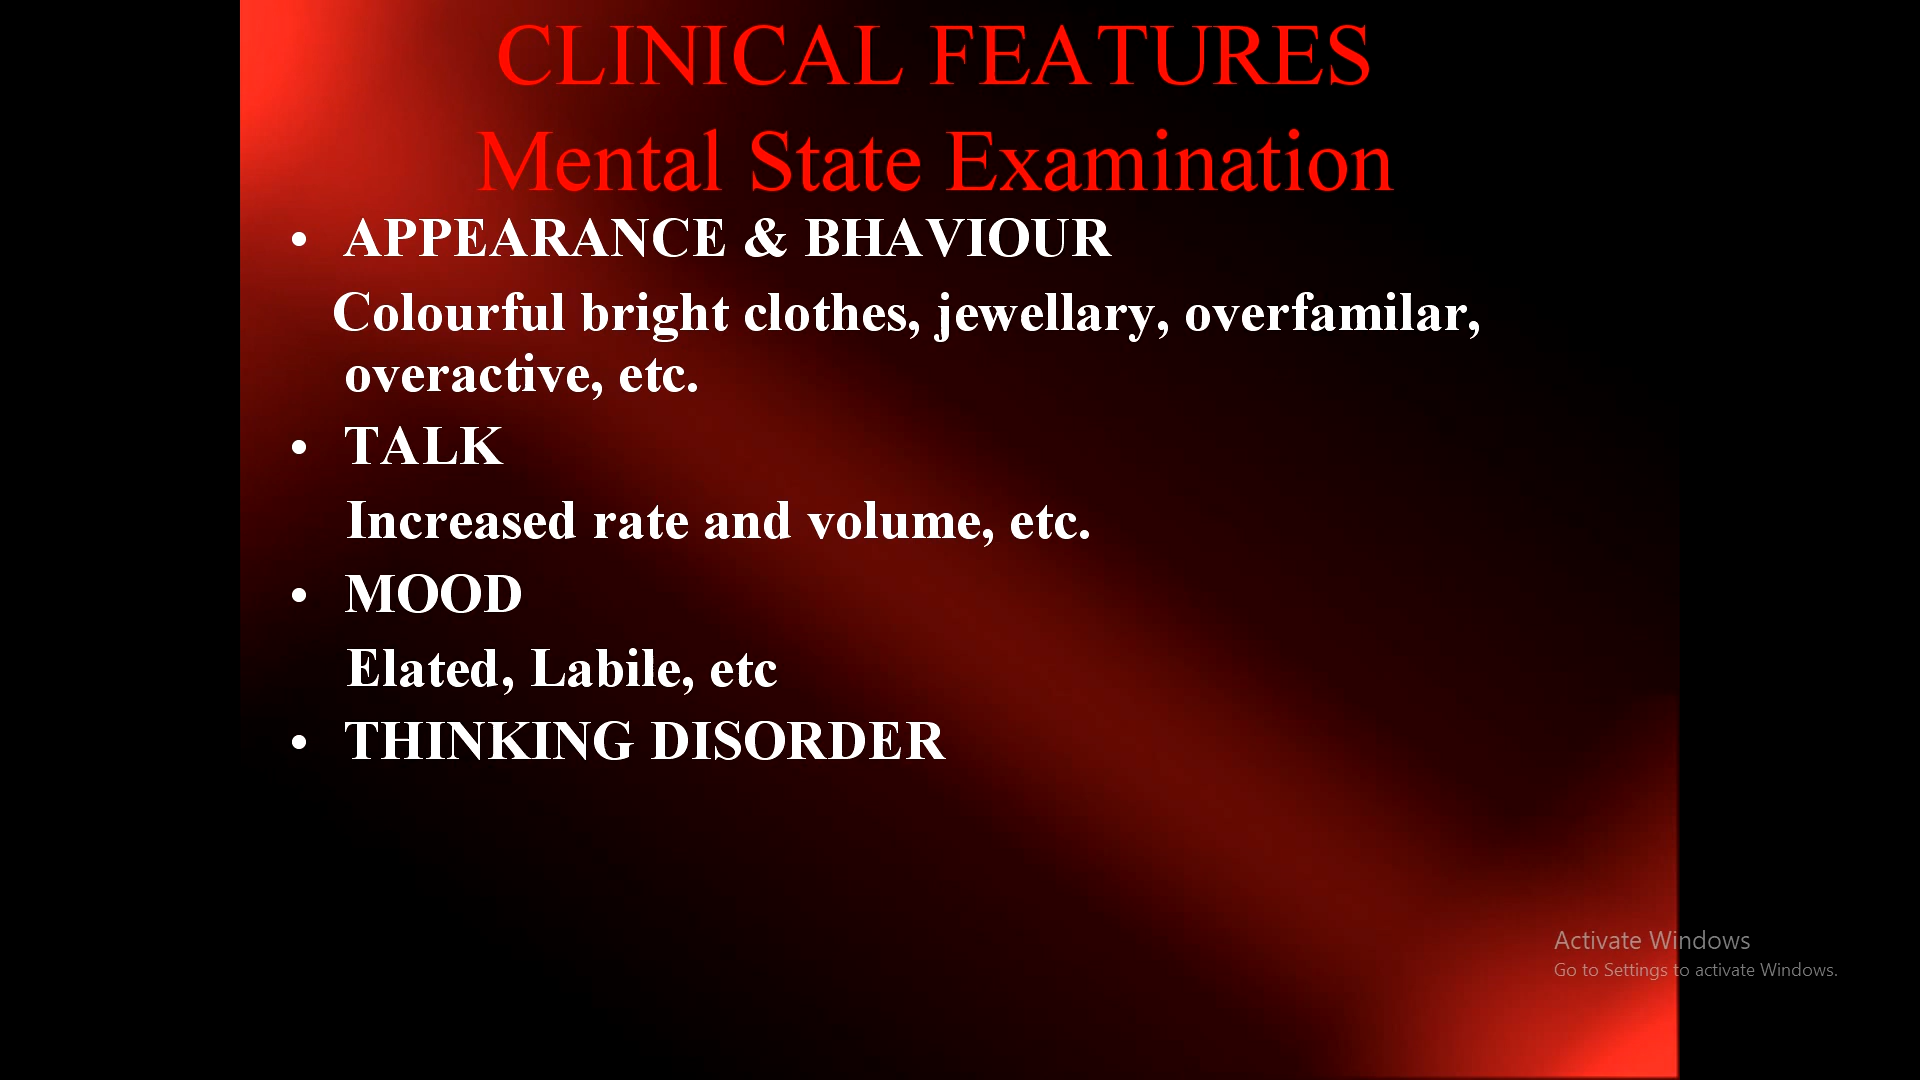 CLINICAL FEATURES
Mental State Examination
• APPEARANCE & BHAVIOUR
Colourful bright clothes, jewellary, overfamilar,
overactive, etc.
• TALK
Increased rate and volume, etc.
• MOOD
Elated, Labile, etc
• THINKING DISORDER
Activate Windows
Go to Settings to activate Windows.